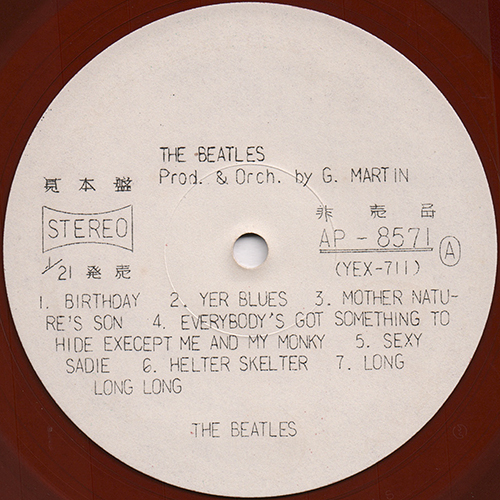 THE BEATLES
見本盤 Prod. & Orch. by G. MARTIN
非売品
STEREO AP-8571 Ⓐ
1/21 発売 (YEX-711)
1. BIRTHDAY 2. YER BLUES 3. MOTHER NATU-
RE'S SON 4. EVERYBODY'S GOT SOMETHING TO
HIDE EXECEPT ME AND MY MONKY 5. SEXY
SADIE 6. HELTER SKELTER 7. LONG
LONG LONG
THE BEATLES